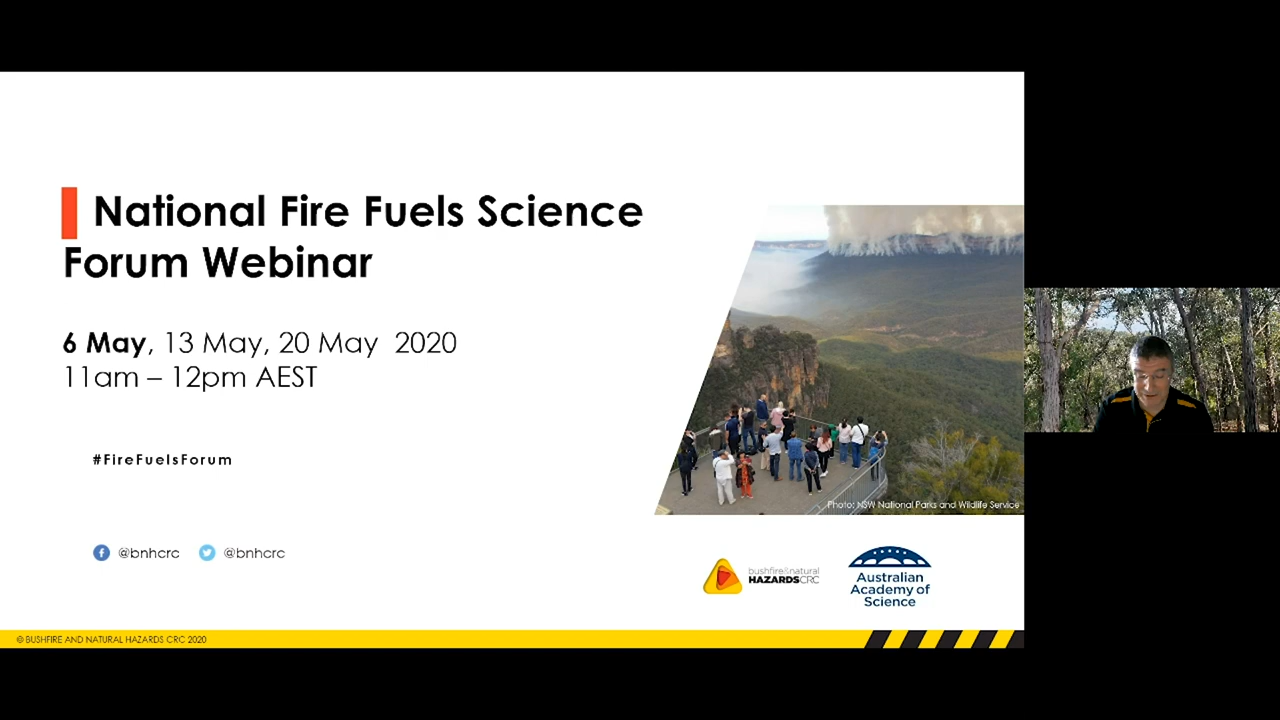 National Fire Fuels Science
Forum Webinar
6 May, 13 May, 20 May 2020
11am – 12pm AEST
#FireFuelsForum
Photo: NSW National Parks and Wildlife Service
@bnhcrc @bnhcrc
bushfire&natural
HAZARDSCRC
Australian
Academy of
Science
© BUSHFIRE AND NATURAL HAZARDS CRC 2020